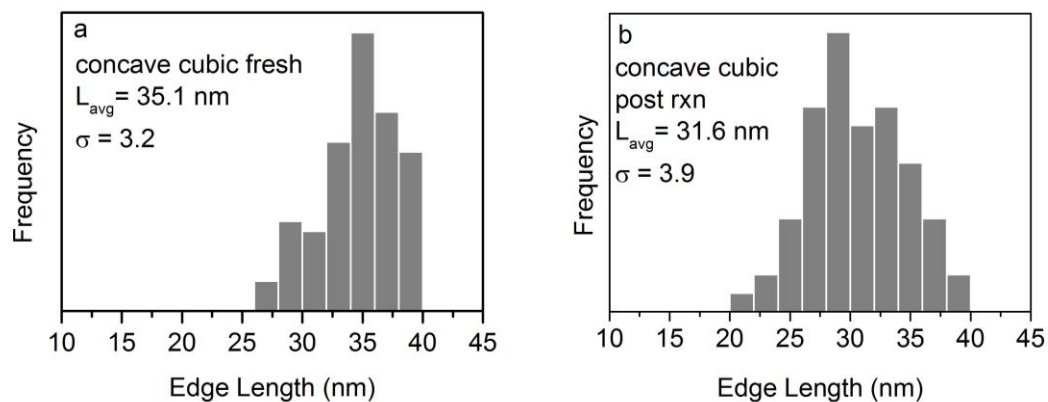 a
concave cubic fresh
Lavg= 35.1 nm
σ = 3.2
Frequency
10 15 20 25 30 35 40 45
Edge Length (nm)
b
concave cubic
post rxn
Lavg= 31.6 nm
σ = 3.9
Frequency
10 15 20 25 30 35 40 45
Edge Length (nm)